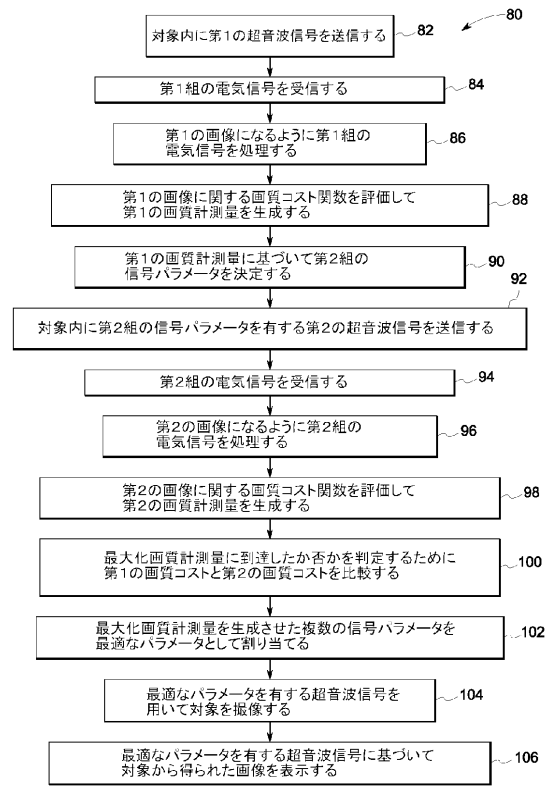 80
対象内に第1の超音波信号を送信する
82
第1組の電気信号を受信する
84
第1の画像になるように第1組の
電気信号を処理する
86
第1の画像に関する画質コスト関数を評価して
第1の画質計測量を生成する
88
第1の画質計測量に基づいて第2組の
信号パラメータを決定する
90
92
対象内に第2組の信号パラメータを有する第2の超音波信号を送信する
第2組の電気信号を受信する
94
第2の画像になるように第2組の
電気信号を処理する
96
第2の画像に関する画質コスト関数を評価して
第2の画質計測量を生成する
98
最大化画質計測量に到達したか否かを判定するために
第1の画質コストと第2の画質コストを比較する
100
最大化画質計測量を生成させた複数の信号パラメータを
最適なパラメータとして割り当てる
102
最適なパラメータを有する超音波信号を
用いて対象を撮像する
104
最適なパラメータを有する超音波信号に基づいて
対象から得られた画像を表示する
106